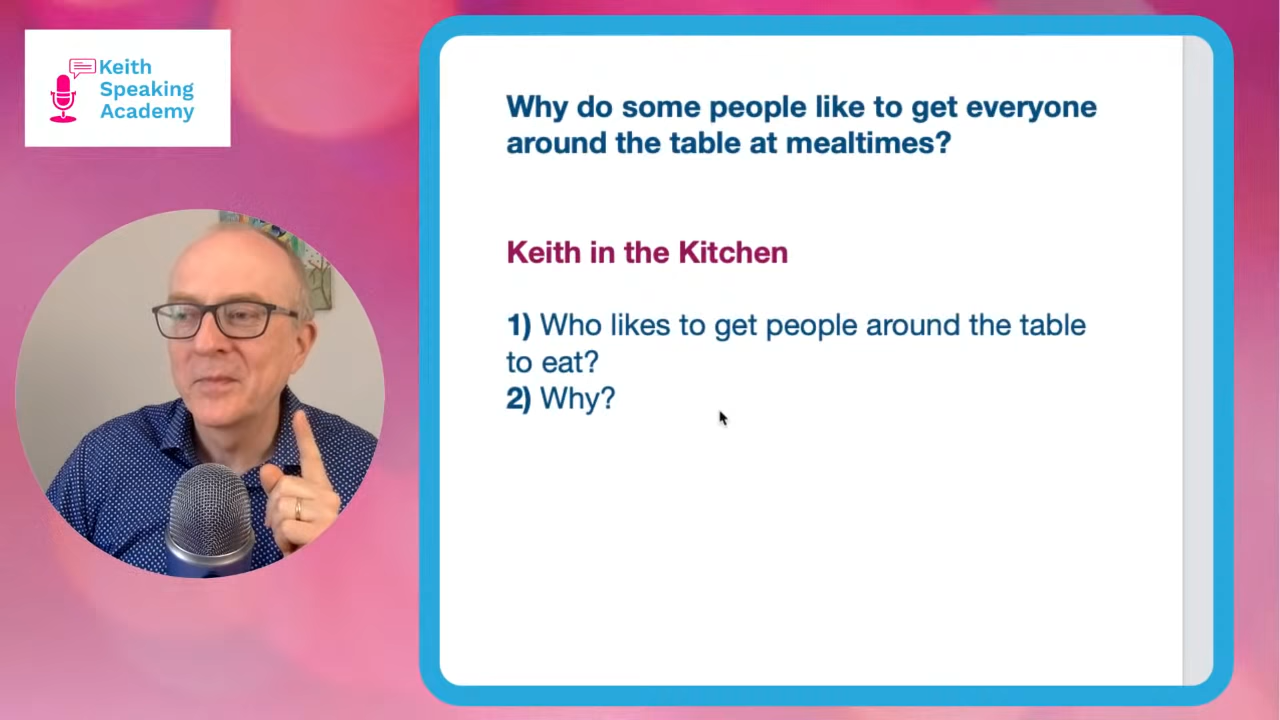 Keith
Speaking
Academy
Why do some people like to get everyone
around the table at mealtimes?
Keith in the Kitchen
1) Who likes to get people around the table
to eat?
2) Why?